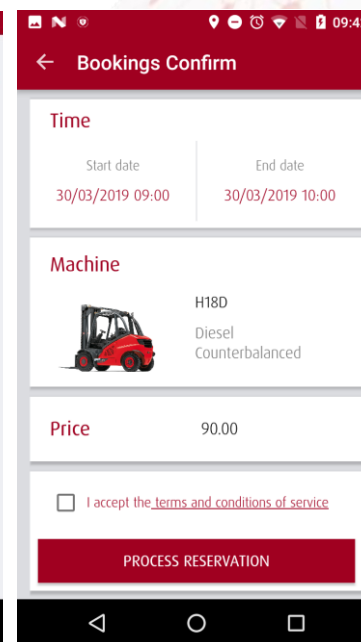 09:4
Bookings Confirm
Time
Start date End date
30/03/2019 09:00 30/03/2019 10:00
Machine
H18D
Diesel
Counterbalanced
Price 90.00
I accept the terms and conditions of service
PROCESS RESERVATION